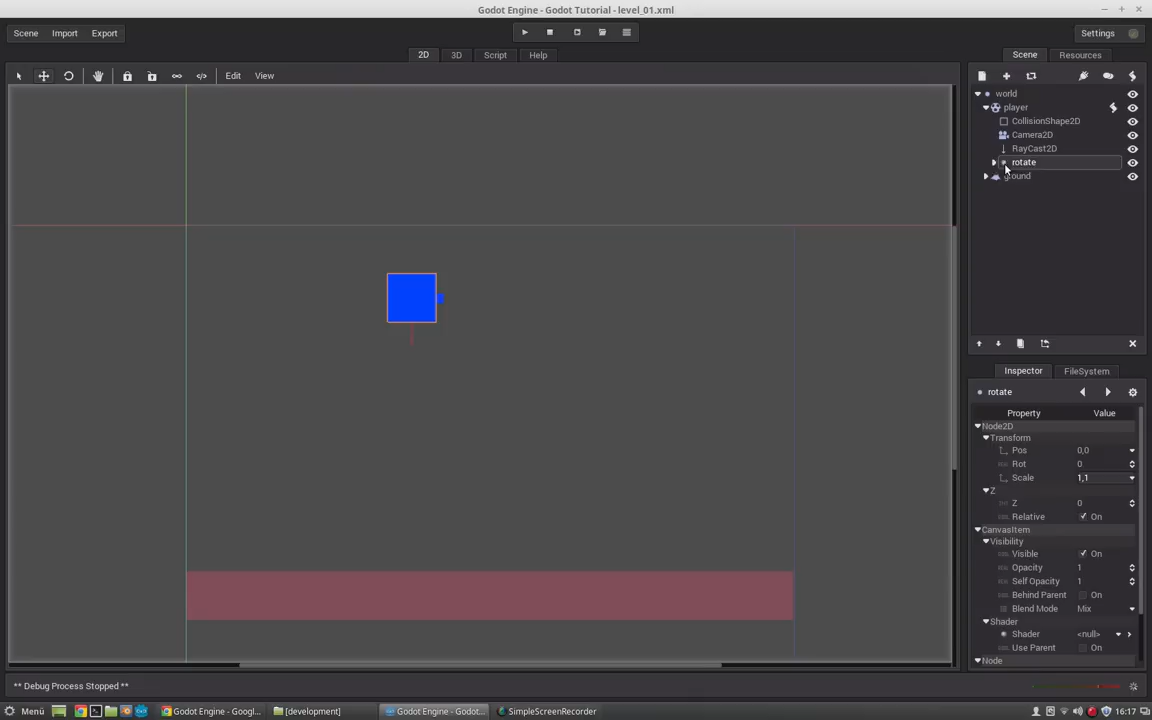 Godot Engine - Godot Tutorial - level_01.xml
Scene Import Export Settings
2D 3D Script Help Scene Resources
Edit View
world
player
CollisionShape2D
Camera2D
RayCast2D
rotate
ground
Inspector FileSystem
rotate
Property Value
Node2D
Transform
Pos 0,0
Rot 0
Scale 1,1
Z
Z 0
Relative On
CanvasItem
Visibility
Visible On
Opacity 1
Self Opacity 1
Behind Parent On
Blend Mode Mix
Shader
Shader <null>
Use Parent On
Node
** Debug Process Stopped **
Menü Godot Engine - Googl... [development] Godot Engine - Godot... SimpleScreenRecorder 16:17